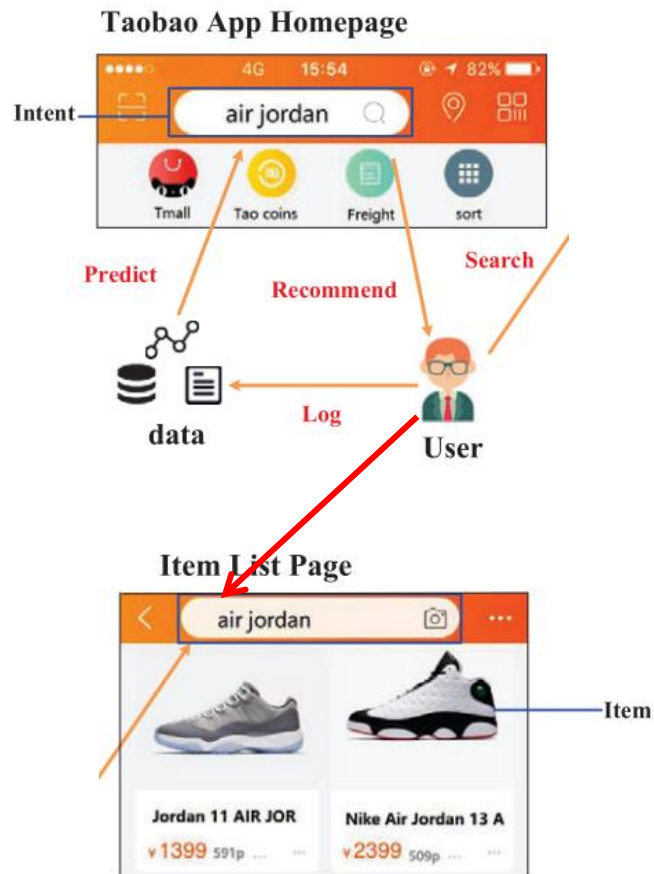 Taobao App Homepage
4G 15:54 82%
Intent
air jordan
Tmall Tao coins Freight sort
Predict
Recommend
Search
Log
data
User
Item List Page
air jordan
Item
Jordan 11 AIR JOR
Nike Air Jordan 13 A
¥1399 591p ... ...
¥2399 509p ... ...